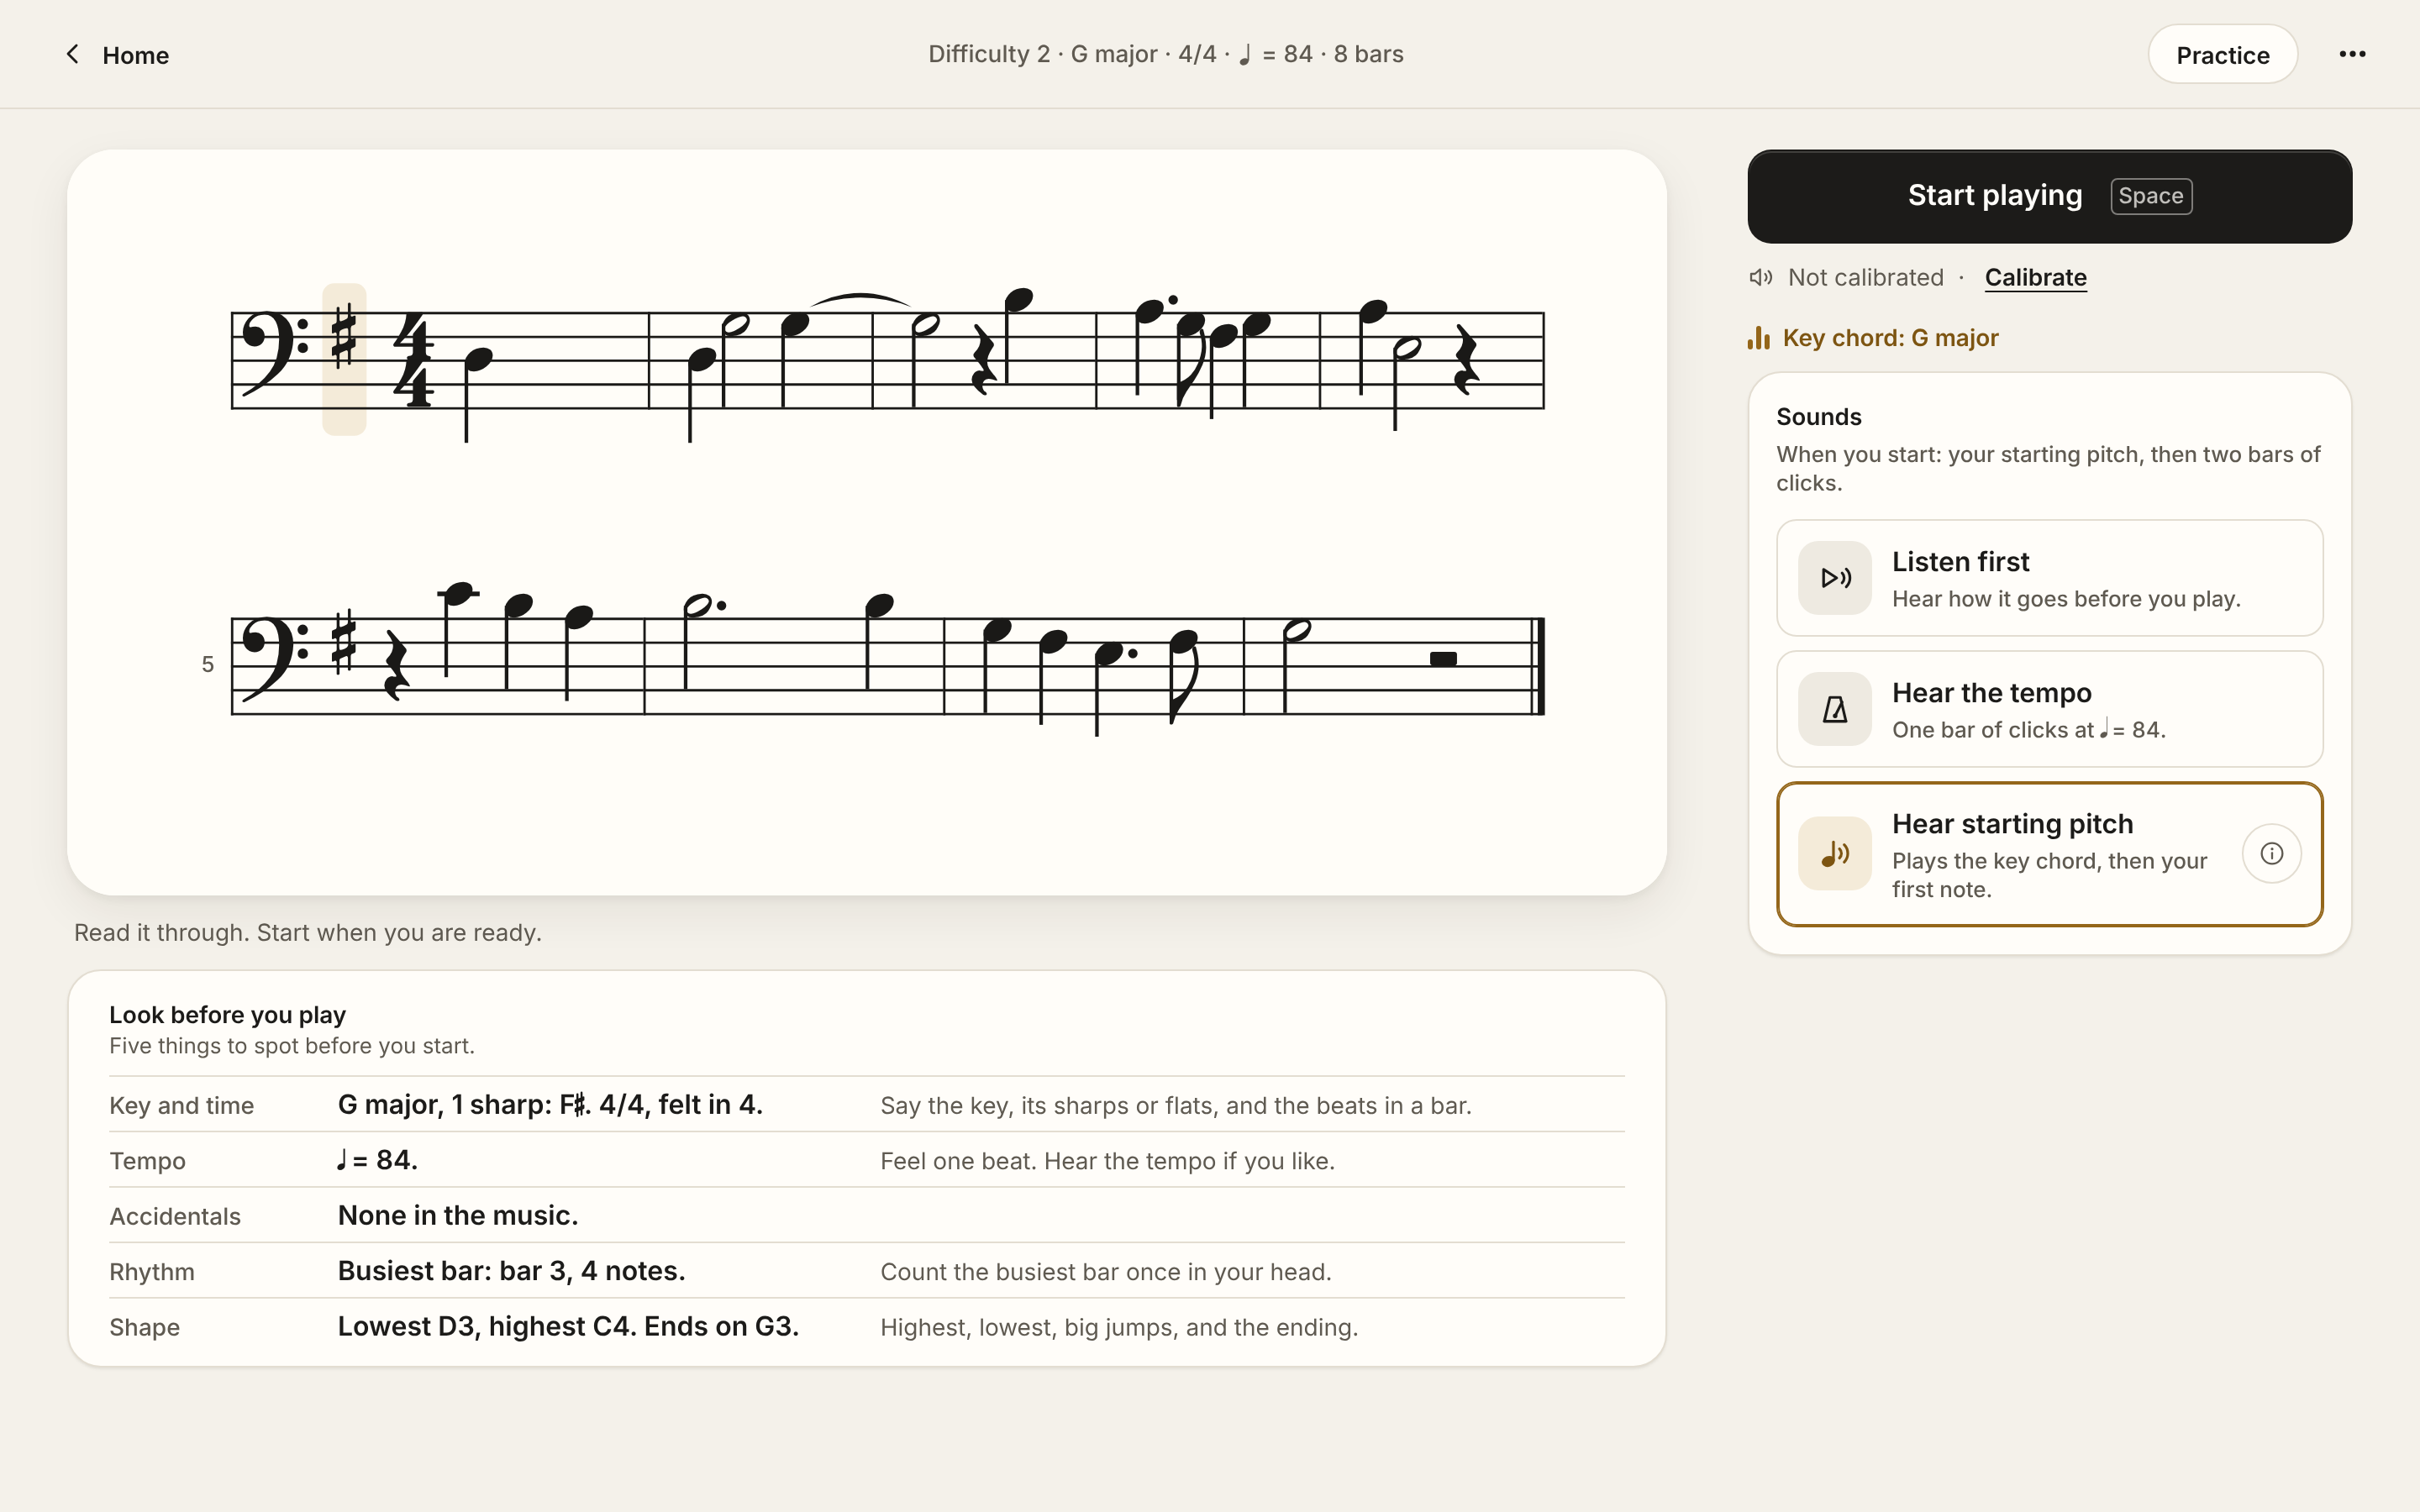 Home
Difficulty 2 · G major · 4/4 · ♩ = 84 · 8 bars
Practice
Start playing Space
Not calibrated · Calibrate
Key chord: G major
Sounds
When you start: your starting pitch, then two bars of
clicks.
Listen first
Hear how it goes before you play.
Hear the tempo
One bar of clicks at ♩= 84.
Hear starting pitch
Plays the key chord, then your
first note.
4
4
5
Read it through. Start when you are ready.
Look before you play
Five things to spot before you start.
Key and time G major, 1 sharp: F♯. 4/4, felt in 4. Say the key, its sharps or flats, and the beats in a bar.
Tempo ♩= 84. Feel one beat. Hear the tempo if you like.
Accidentals None in the music.
Rhythm Busiest bar: bar 3, 4 notes. Count the busiest bar once in your head.
Shape Lowest D3, highest C4. Ends on G3. Highest, lowest, big jumps, and the ending.